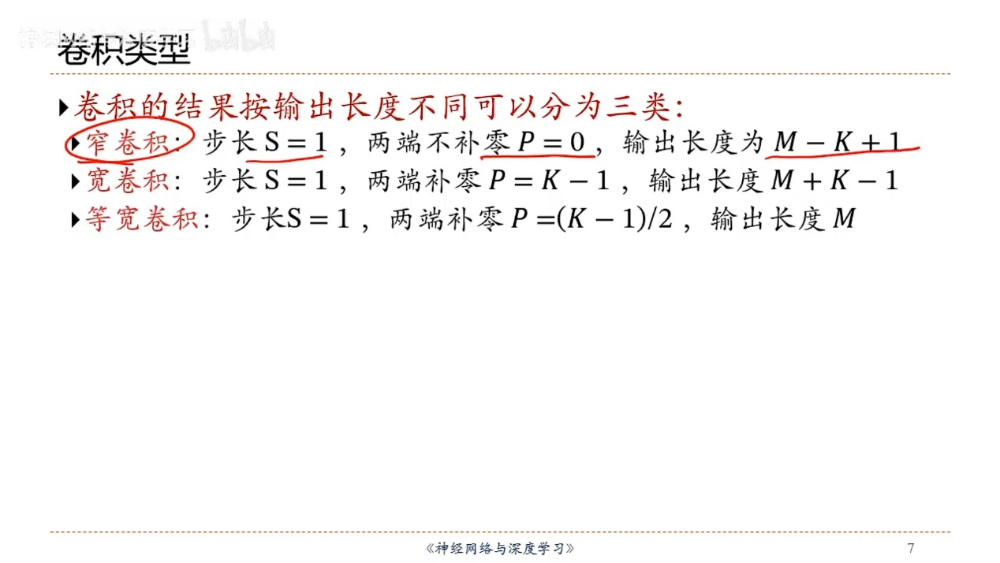 卷积类型
卷积的结果按输出长度不同可以分为三类：
窄卷积：步长 S = 1 ，两端不补零 P = 0 ，输出长度为 M − K + 1
宽卷积：步长 S = 1 ，两端补零 P = K − 1 ，输出长度 M + K − 1
等宽卷积：步长S = 1 ，两端补零 P =(K − 1)/2 ，输出长度 M
《神经网络与深度学习》
7